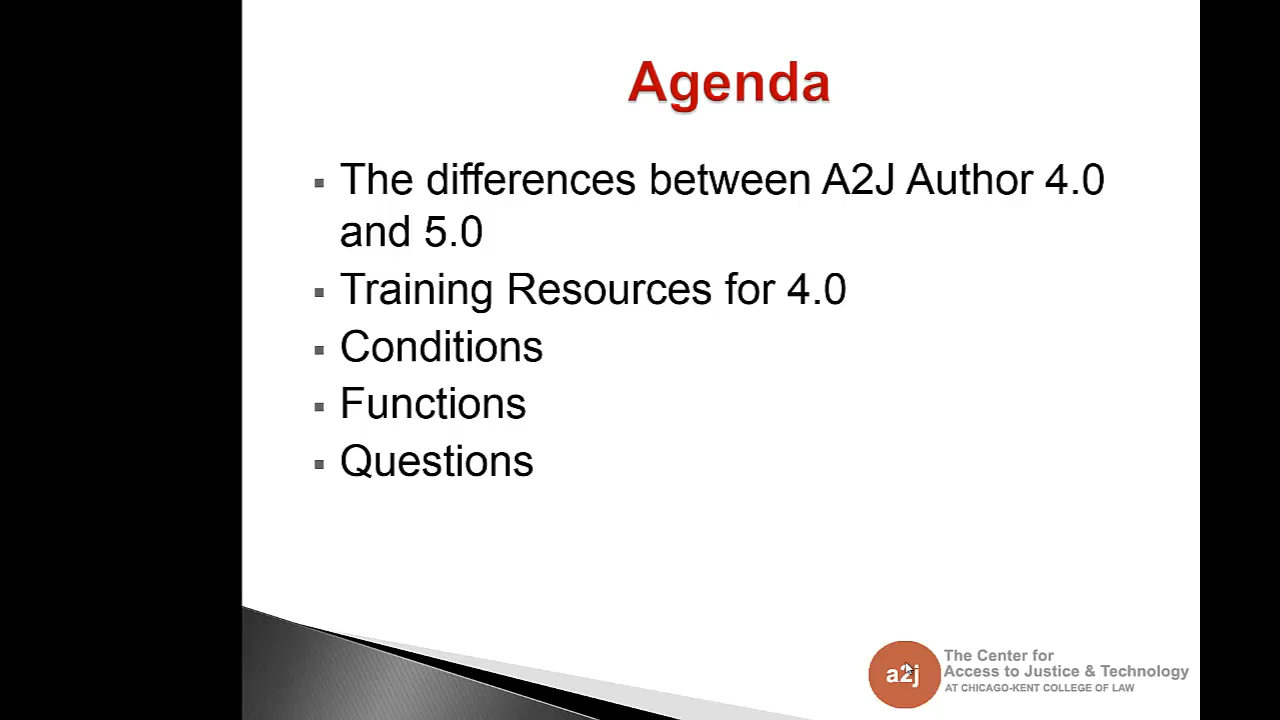 Agenda
The differences between A2J Author 4.0
and 5.0
Training Resources for 4.0
Conditions
Functions
Questions
a2j
The Center for
Access to Justice & Technology
AT CHICAGO-KENT COLLEGE OF LAW